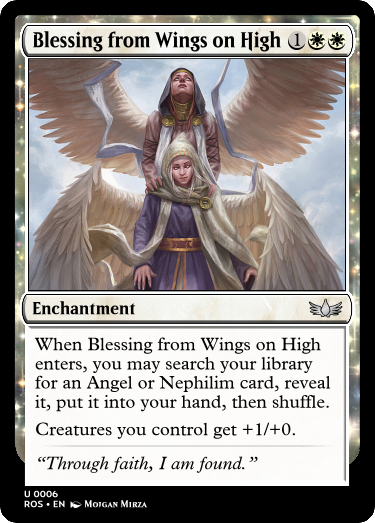 Blessing from Wings on High 1
Enchantment
When Blessing from Wings on High
enters, you may search your library
for an Angel or Nephilim card, reveal
it, put it into your hand, then shuffle.
Creatures you control get +1/+0.
“Through faith, I am found.”
U 0006
ROS • EN Moigan Mirza